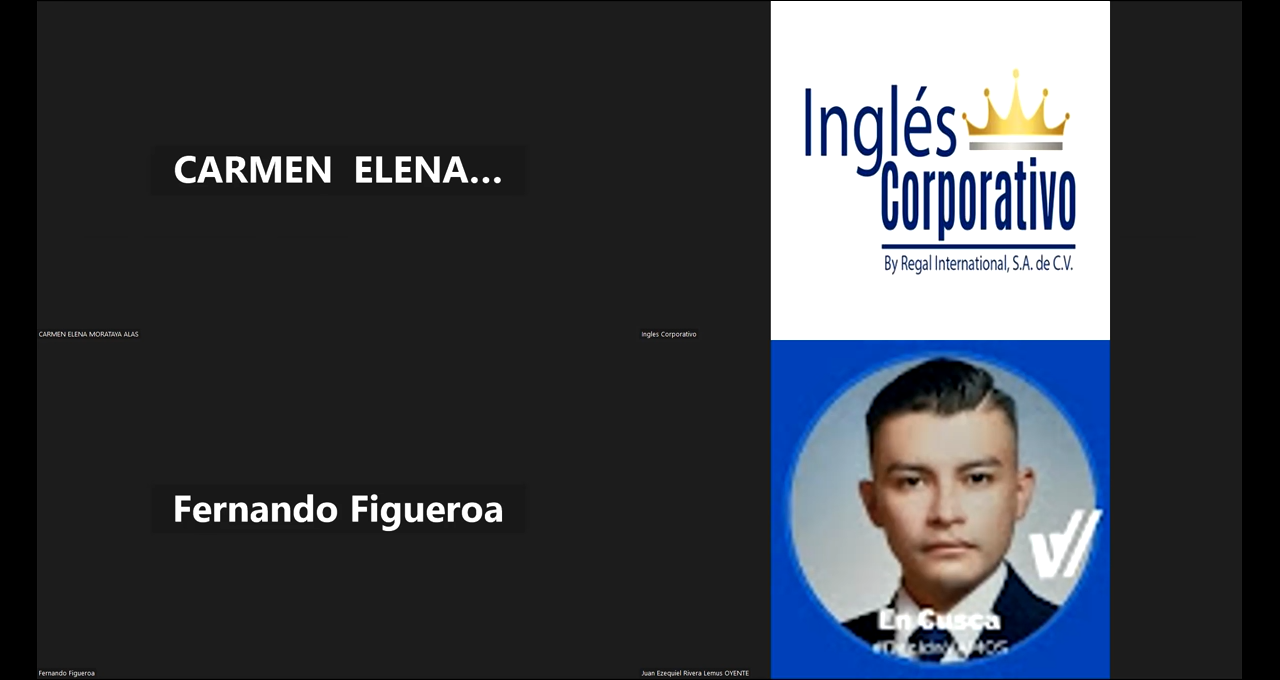 CARMEN ELENA...
CARMEN ELENA MORATAYA ALAS
Inglés
Corporativo
By Regal International, S.A. de C.V.
Ingles Corporativo
Fernando Figueroa
Fernando Figueroa
En Cusca
Juan Ezequiel Rivera Lemus OYENTE